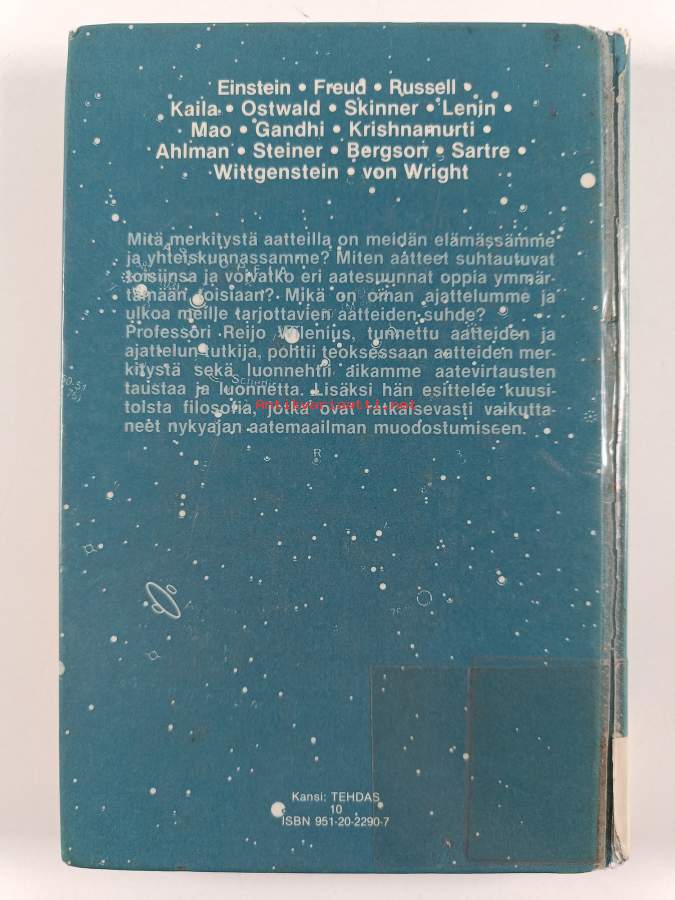 Einstein • Freud • Russell •
Kaila • Ostwald • Skinner • Lenin •
Mao • Gandhi • Krishnamurti •
Ahlman • Steiner • Bergson • Sartre •
Wittgenstein • von Wright
Mitä merkitystä aatteilla on meidän elämässämme
ja yhteiskunnassamme? Miten aatteet suhtautuvat
toisiinsa ja voivatko eri aatesuunnat oppia ymmär-
tämään toisiaan? Mikä on oman ajattelumme ja
ulkoa meille tarjottavien aatteiden suhde?
Professori Reijo Wilenius, tunnettu aatteiden ja
ajattelun tutkija, pohtii teoksessaan aatteiden mer-
kitystä sekä luonnehtii aikamme aatevirtausten
taustaa ja luonnetta. Lisäksi hän esittelee kuusi-
toista filosofia, jotka ovat ratkaisevasti vaikutta-
neet nykyajan aatemaailman muodostumiseen.
Antikvariaatti.net
R
Kansi: TEHDAS
10
ISBN 951-20-2290-7